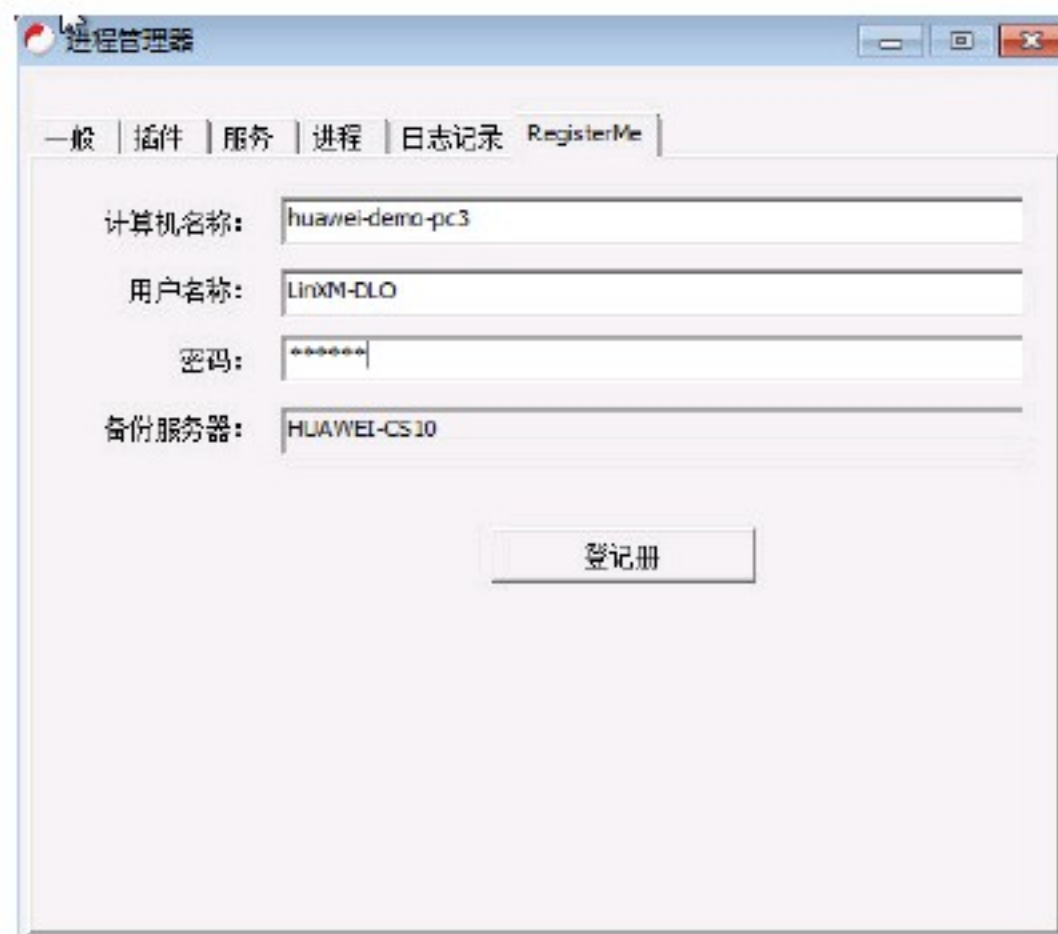 进程管理器
一般 插件 服务 进程 日志记录 RegisterMe
计算机名称: huawei-demo-pc3
用户名称: LinXM-DLO
密码: ******
备份服务器: HUAWEI-CS10
登记册